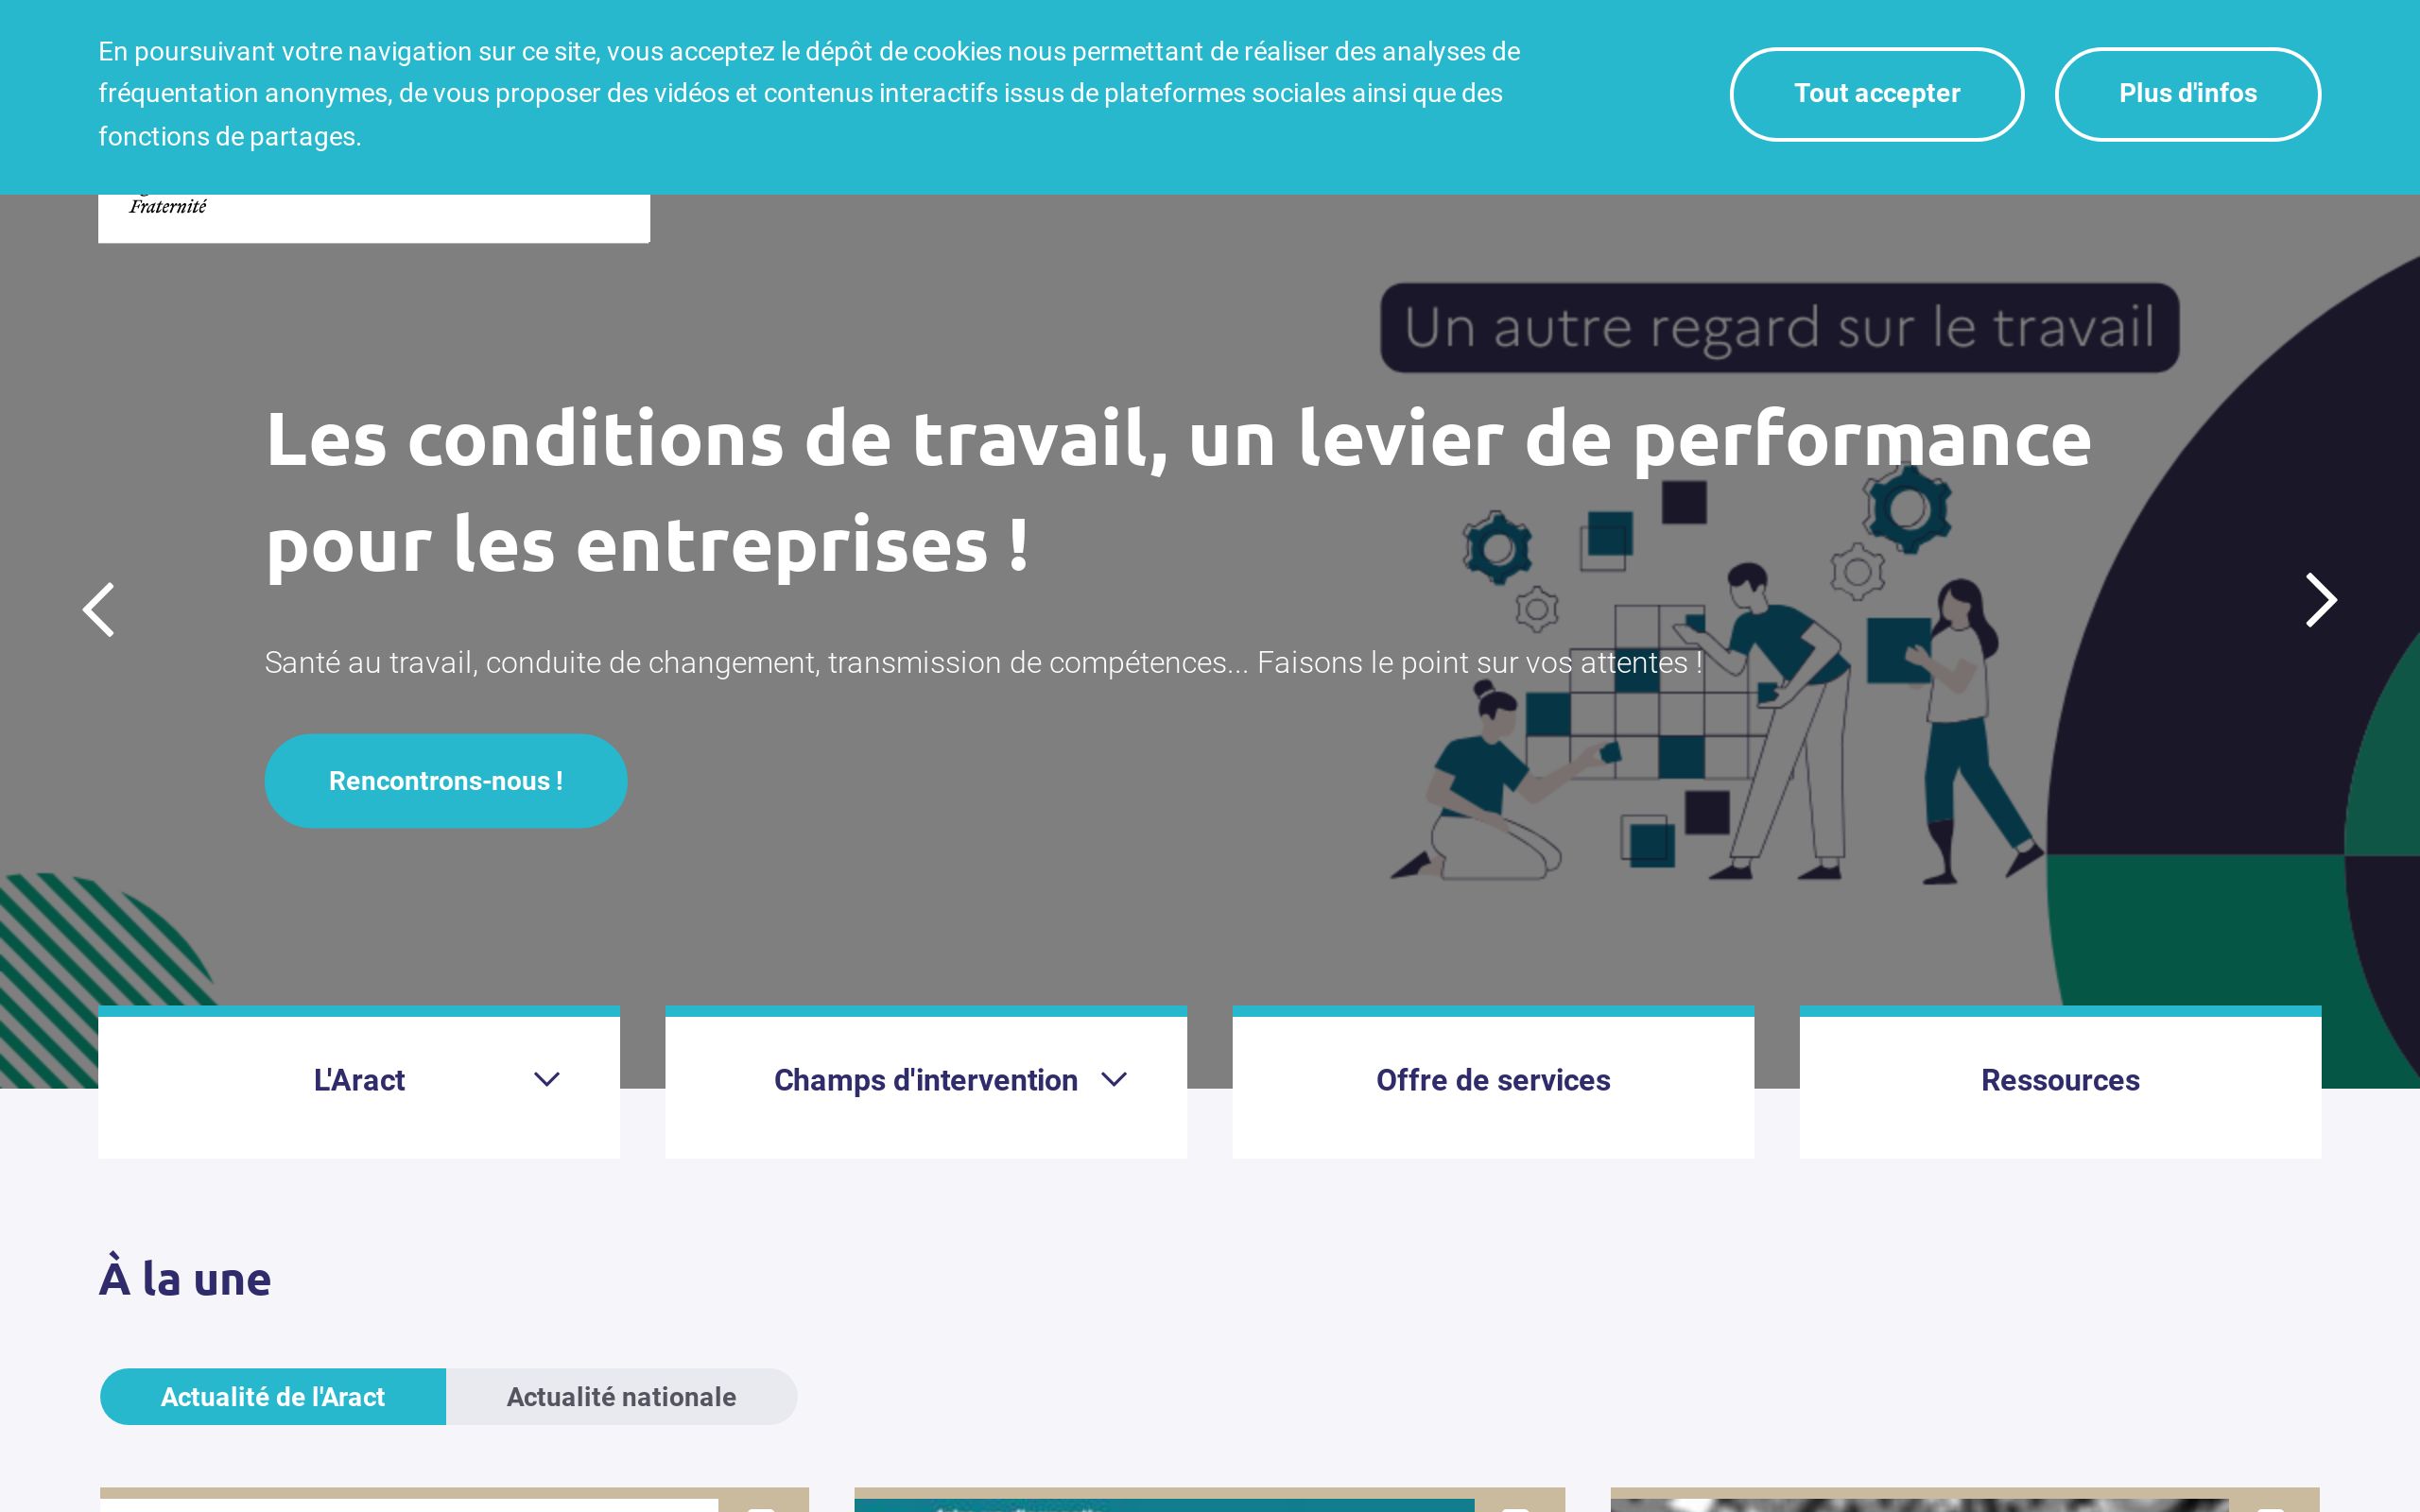 En poursuivant votre navigation sur ce site, vous acceptez le dépôt de cookies nous permettant de réaliser des analyses de
fréquentation anonymes, de vous proposer des vidéos et contenus interactifs issus de plateformes sociales ainsi que des
fonctions de partages.
Tout accepter
Plus d'infos
Fraternité
Un autre regard sur le travail
Les conditions de travail, un levier de performance
pour les entreprises !
Santé au travail, conduite de changement, transmission de compétences... Faisons le point sur vos attentes !
Rencontrons-nous !
L'Aract
Champs d'intervention
Offre de services
Ressources
À la une
Actualité de l'Aract
Actualité nationale